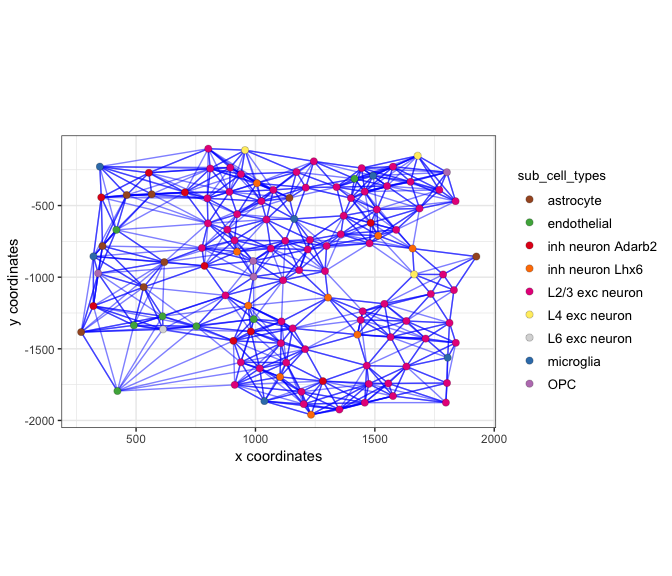 sub_cell_types
astrocyte
endothelial
inh neuron Adarb2
inh neuron Lhx6
L2/3 exc neuron
L4 exc neuron
L6 exc neuron
microglia
OPC
y coordinates
-500
-1000
-1500
-2000
500
1000
1500
2000
x coordinates